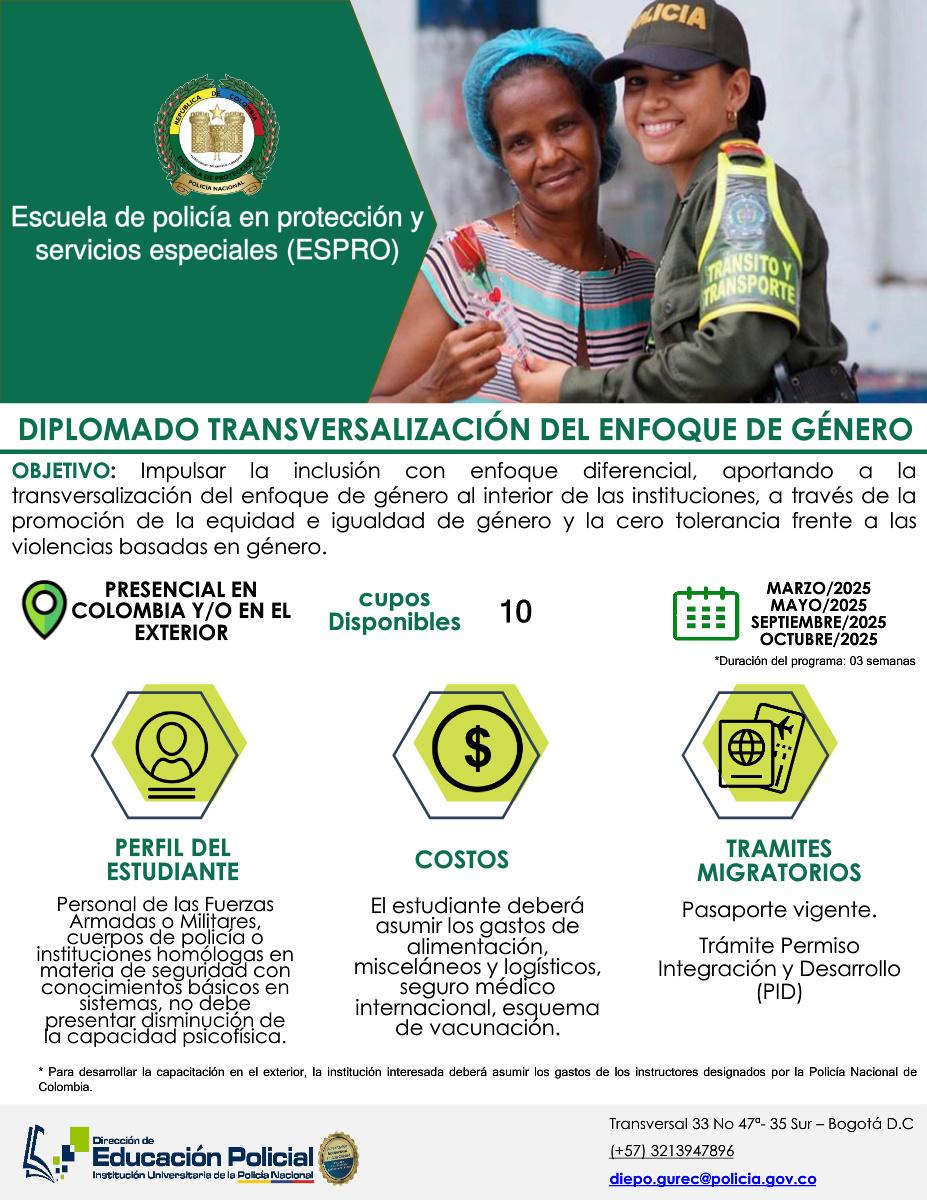 REPÚBLICA DE COLOMBIA
ESCUELA DE PROTECCIÓN
POLICÍA NACIONAL
Escuela de policía en protección y
servicios especiales (ESPRO)
POLICIA
TRÁNSITO Y
TRANSPORTE
DIPLOMADO TRANSVERSALIZACIÓN DEL ENFOQUE DE GÉNERO
OBJETIVO: Impulsar la inclusión con enfoque diferencial, aportando a la
transversalización del enfoque de género al interior de las instituciones, a través de la
promoción de la equidad e igualdad de género y la cero tolerancia frente a las
violencias basadas en género.
PRESENCIAL EN
COLOMBIA Y/O EN EL
EXTERIOR
cupos
Disponibles
10
MARZO/2025
MAYO/2025
SEPTIEMBRE/2025
OCTUBRE/2025
*Duración del programa: 03 semanas
$
PERFIL DEL
ESTUDIANTE
Personal de las Fuerzas
Armadas o Militares,
cuerpos de policía o
instituciones homólogas en
materia de seguridad con
conocimientos básicos en
sistemas, no debe
presentar disminución de
la capacidad psicofísica.
COSTOS
El estudiante deberá
asumir los gastos de
alimentación,
misceláneos y logísticos,
seguro médico
internacional, esquema
de vacunación.
TRAMITES
MIGRATORIOS
Pasaporte vigente.
Trámite Permiso
Integración y Desarrollo
(PID)
* Para desarrollar la capacitación en el exterior, la institución interesada deberá asumir los gastos de los instructores designados por la Policía Nacional de
Colombia.
Dirección de
Educación Policial
Institución Universitaria de la Policía Nacional
Transversal 33 No 47ª- 35 Sur – Bogotá D.C
(+57) 3213947896
diepo.gurec@policia.gov.co